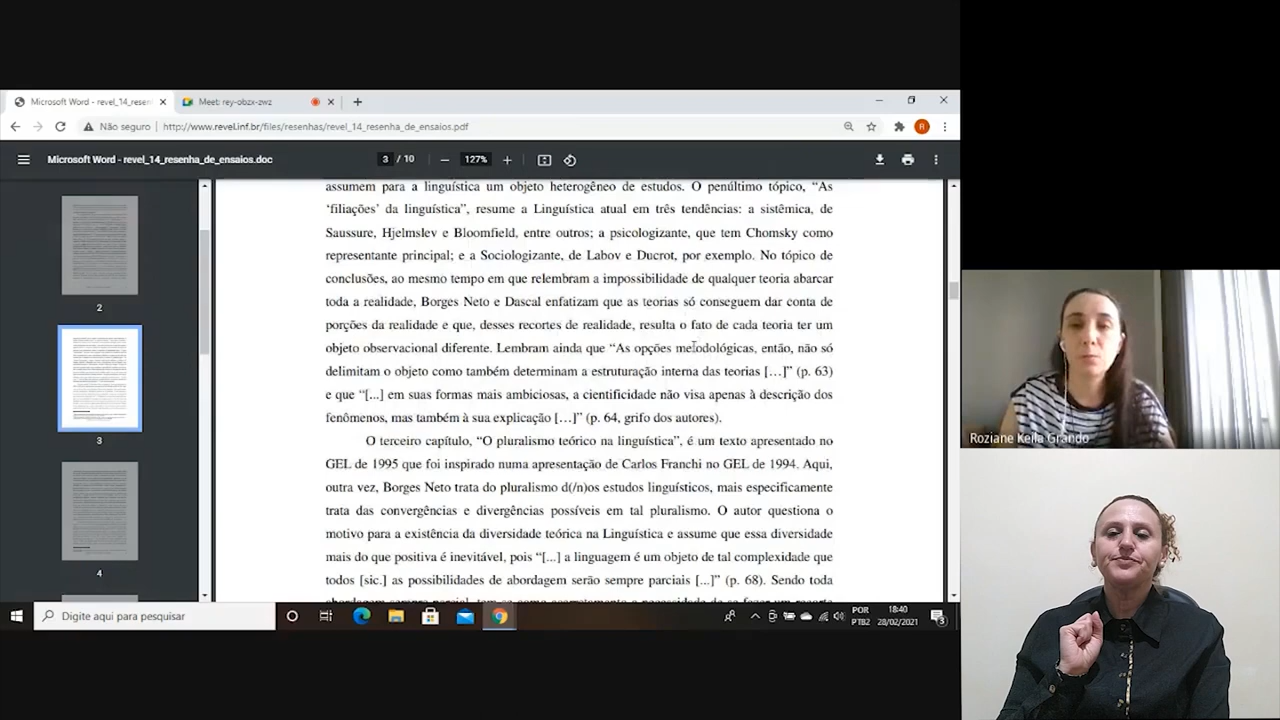 Microsoft Word - revel_14_resen
Meet: rey-obzx-zwz
Não seguro
http://www.revel.inf.br/files/resenhas/revel_14_resenha_de_ensaios.pdf
R
Microsoft Word - revel_14_resenha_de_ensaios.doc
3 / 10
127%
assumem para a linguística um objeto heterogêneo de estudos. O penúltimo tópico, “As
‘filiações’ da linguística”, resume a Linguística atual em três tendências: a sistêmica, de
Saussure, Hjelmslev e Bloomfield, entre outros; a psicologizante, que tem Chomsky como
representante principal; e a Sociologizante, de Labov e Ducrot, por exemplo. No tópico de
conclusões, ao mesmo tempo em que relembram a impossibilidade de qualquer teoria abarcar
toda a realidade, Borges Neto e Dascal enfatizam que as teorias só conseguem dar conta de
porções da realidade e que, desses recortes de realidade, resulta o fato de cada teoria ter um
objeto observacional diferente. Lembram ainda que “As opções metodológicas, então, não só
delimitam o objeto como também determinam a estruturação interna das teorias [...]” (p. 63)
e que “[...] em suas formas mais ambiciosas, a cientificidade não visa apenas à descrição dos
fenômenos, mas também à sua explicação [...]” (p. 64, grifo dos autores).
O terceiro capítulo, “O pluralismo teórico na linguística”, é um texto apresentado no
GEL de 1995 que foi inspirado numa apresentação de Carlos Franchi no GEL de 1994. Aqui,
outra vez, Borges Neto trata do pluralismo d(/n)os estudos linguísticos, mais especificamente
trata das convergências e divergências possíveis em tal pluralismo. O autor questiona o
motivo para a existência da diversidade teórica na Linguística e assume que essa diversidade
mais do que positiva é inevitável, pois “[...] a linguagem é um objeto de tal complexidade que
todos [sic.] as possibilidades de abordagem serão sempre parciais [...]” (p. 68). Sendo toda
2
3
4
Roziane Keila Grando
Digite aqui para pesquisar
POR
PTB2
18:40
28/02/2021
3